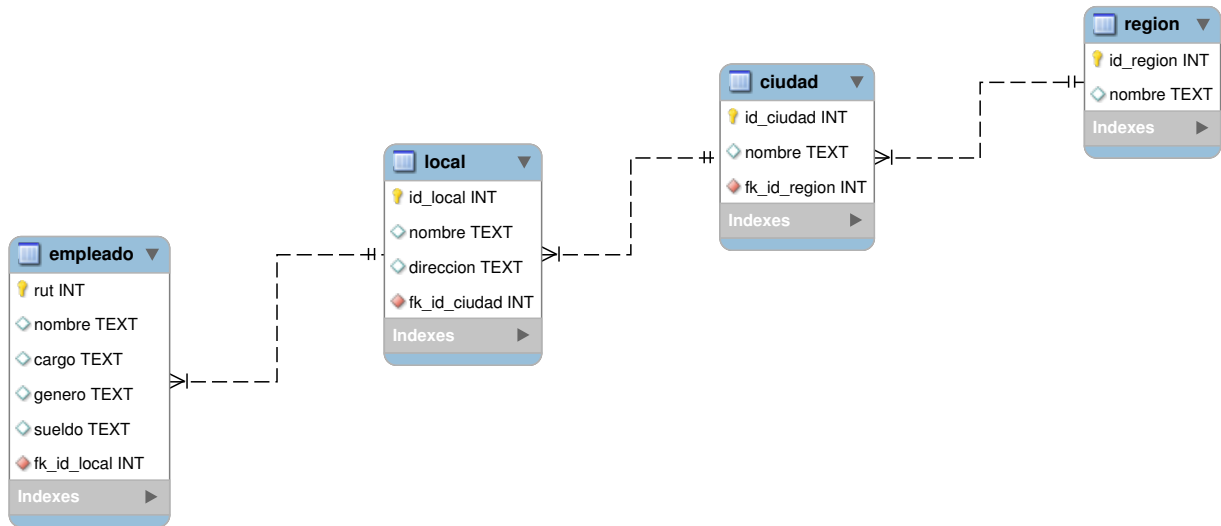 empleado
rut INT
nombre TEXT
cargo TEXT
genero TEXT
sueldo TEXT
fk_id_local INT
Indexes
local
id_local INT
nombre TEXT
direccion TEXT
fk_id_ciudad INT
Indexes
ciudad
id_ciudad INT
nombre TEXT
fk_id_region INT
Indexes
region
id_region INT
nombre TEXT
Indexes